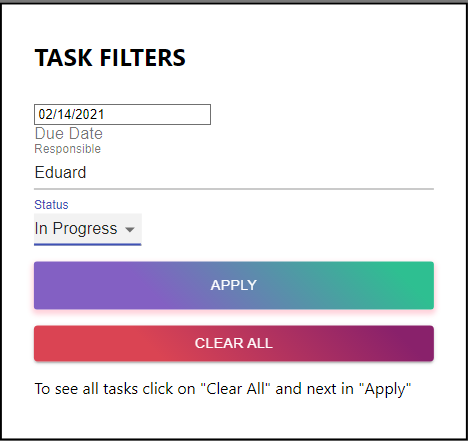 TASK FILTERS
02/14/2021
Due Date
Responsible
Eduard
Status
In Progress
APPLY
CLEAR ALL
To see all tasks click on "Clear All" and next in "Apply"